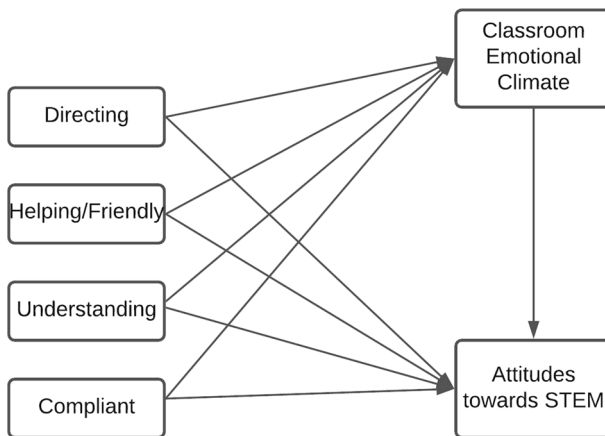 Classroom
Emotional
Climate
Directing
Helping/Friendly
Understanding
Compliant
Attitudes
towards STEM